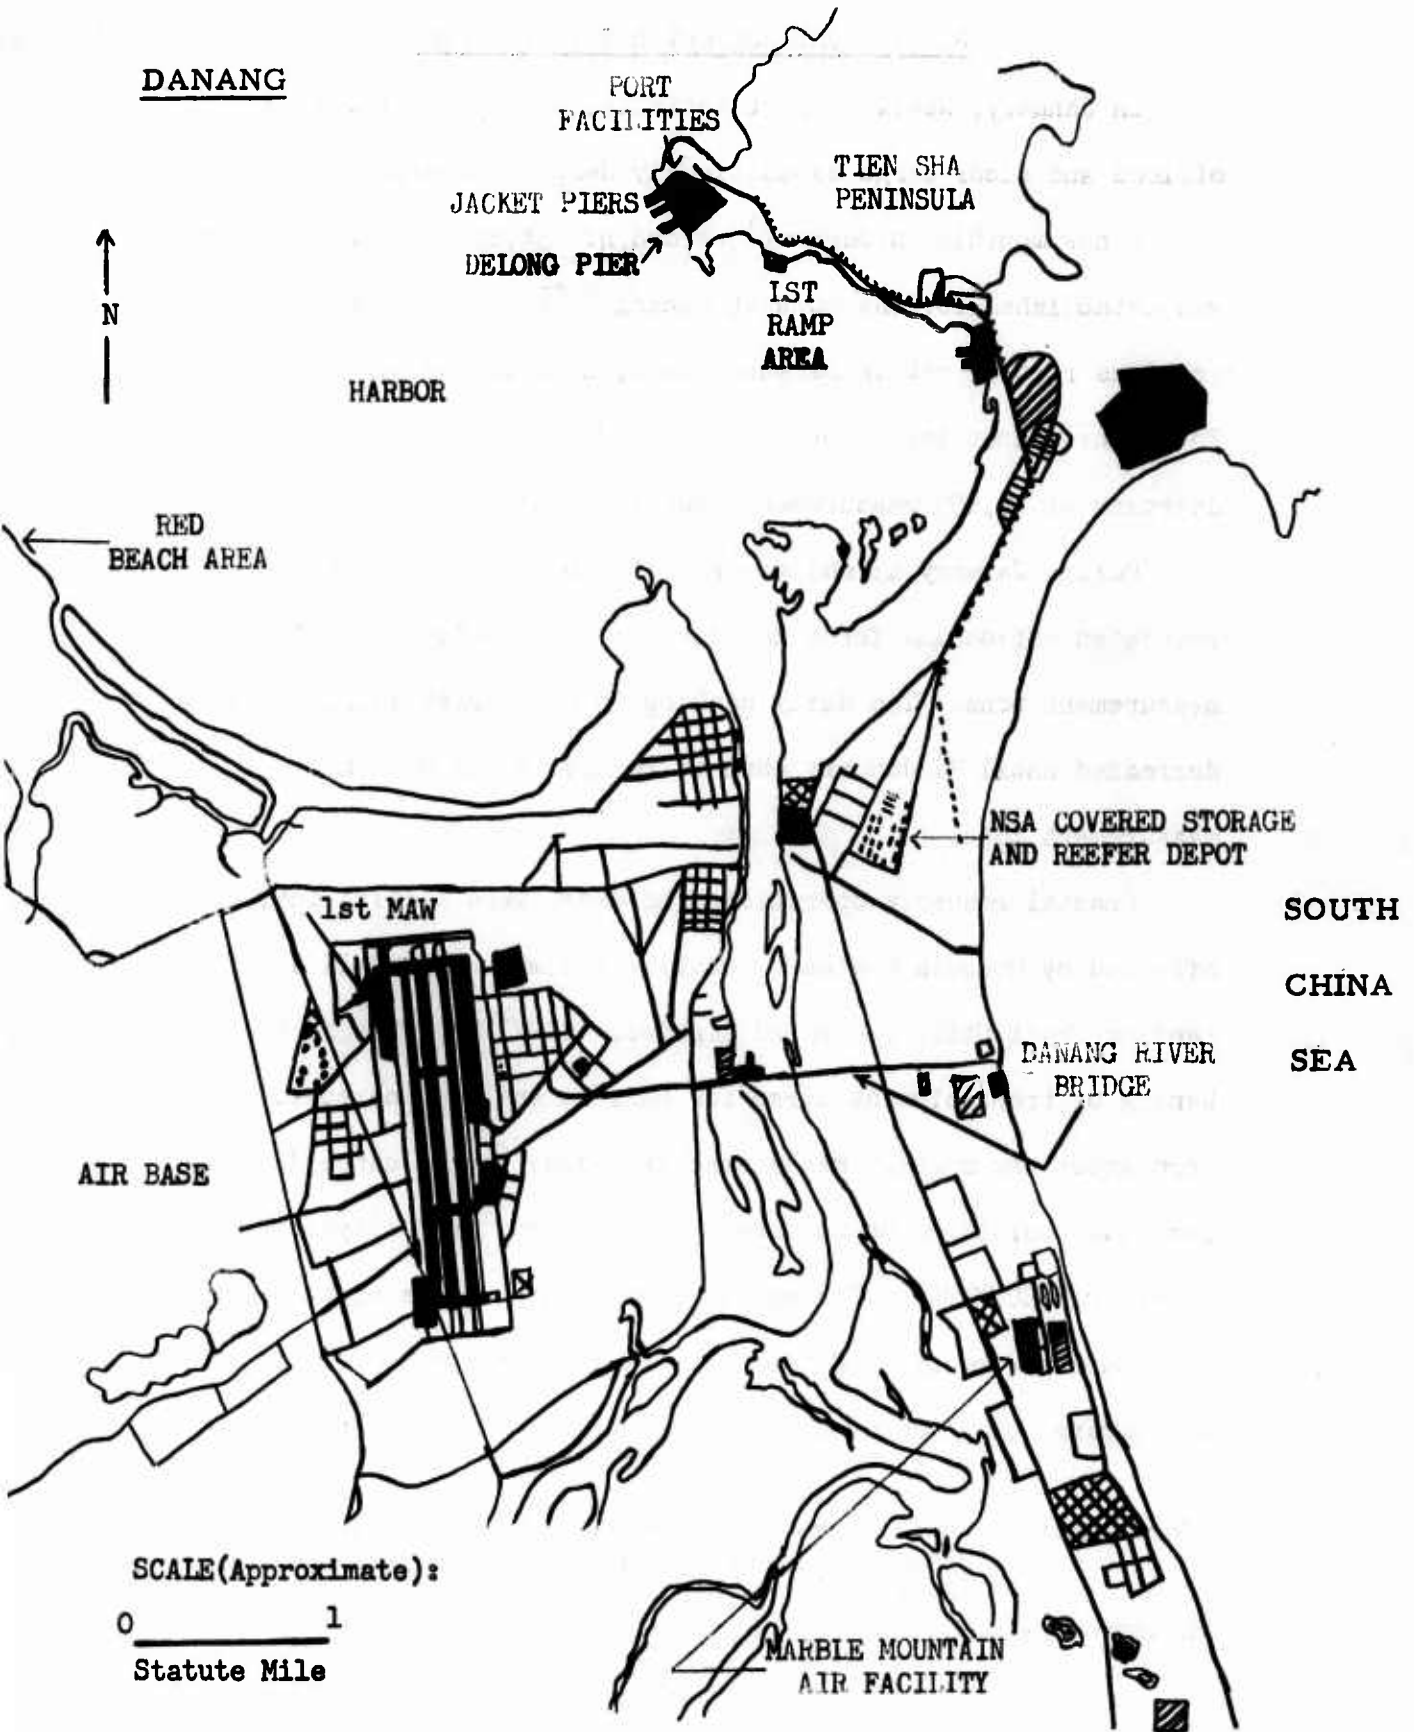 DANANG
PORT
FACILITIES
TIEN SHA
PENINSULA
JACKET PIERS
DELONG PIER
N
LST
RAMP
AREA
HARBOR
RED
BEACH AREA
NSA COVERED STORAGE
AND REEFER DEPOT
1st MAW
SOUTH
CHINA
SEA
DANANG RIVER
BRIDGE
AIR BASE
SCALE(Approximate):
0 1
Statute Mile
MARBLE MOUNTAIN
AIR FACILITY